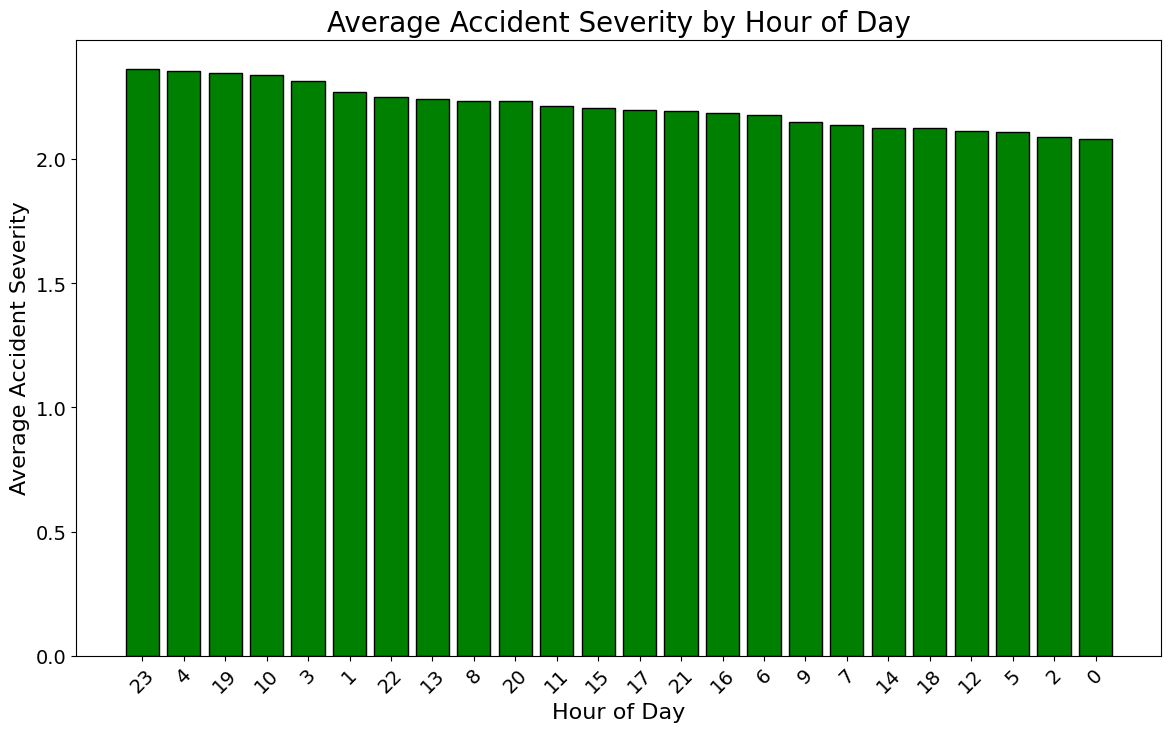 Average Accident Severity by Hour of Day
Average Accident Severity
2.0
1.5
1.0
0.5
0.0
23 4 19 10 3 1 22 13 8 20 11 15 17 21 16 6 9 7 14 18 12 5 2 0
Hour of Day